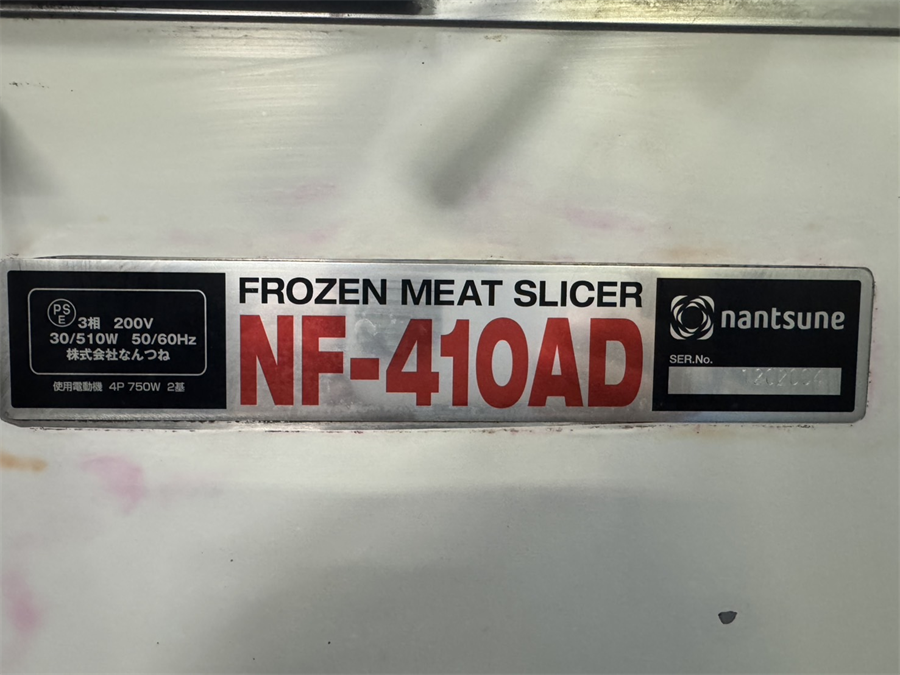 PS
E
3相 200V
30/510W 50/60Hz
株式会社なんつね
使用電動機 4P 750W 2基
FROZEN MEAT SLICER
NF-410AD
nantsune
SER.No.